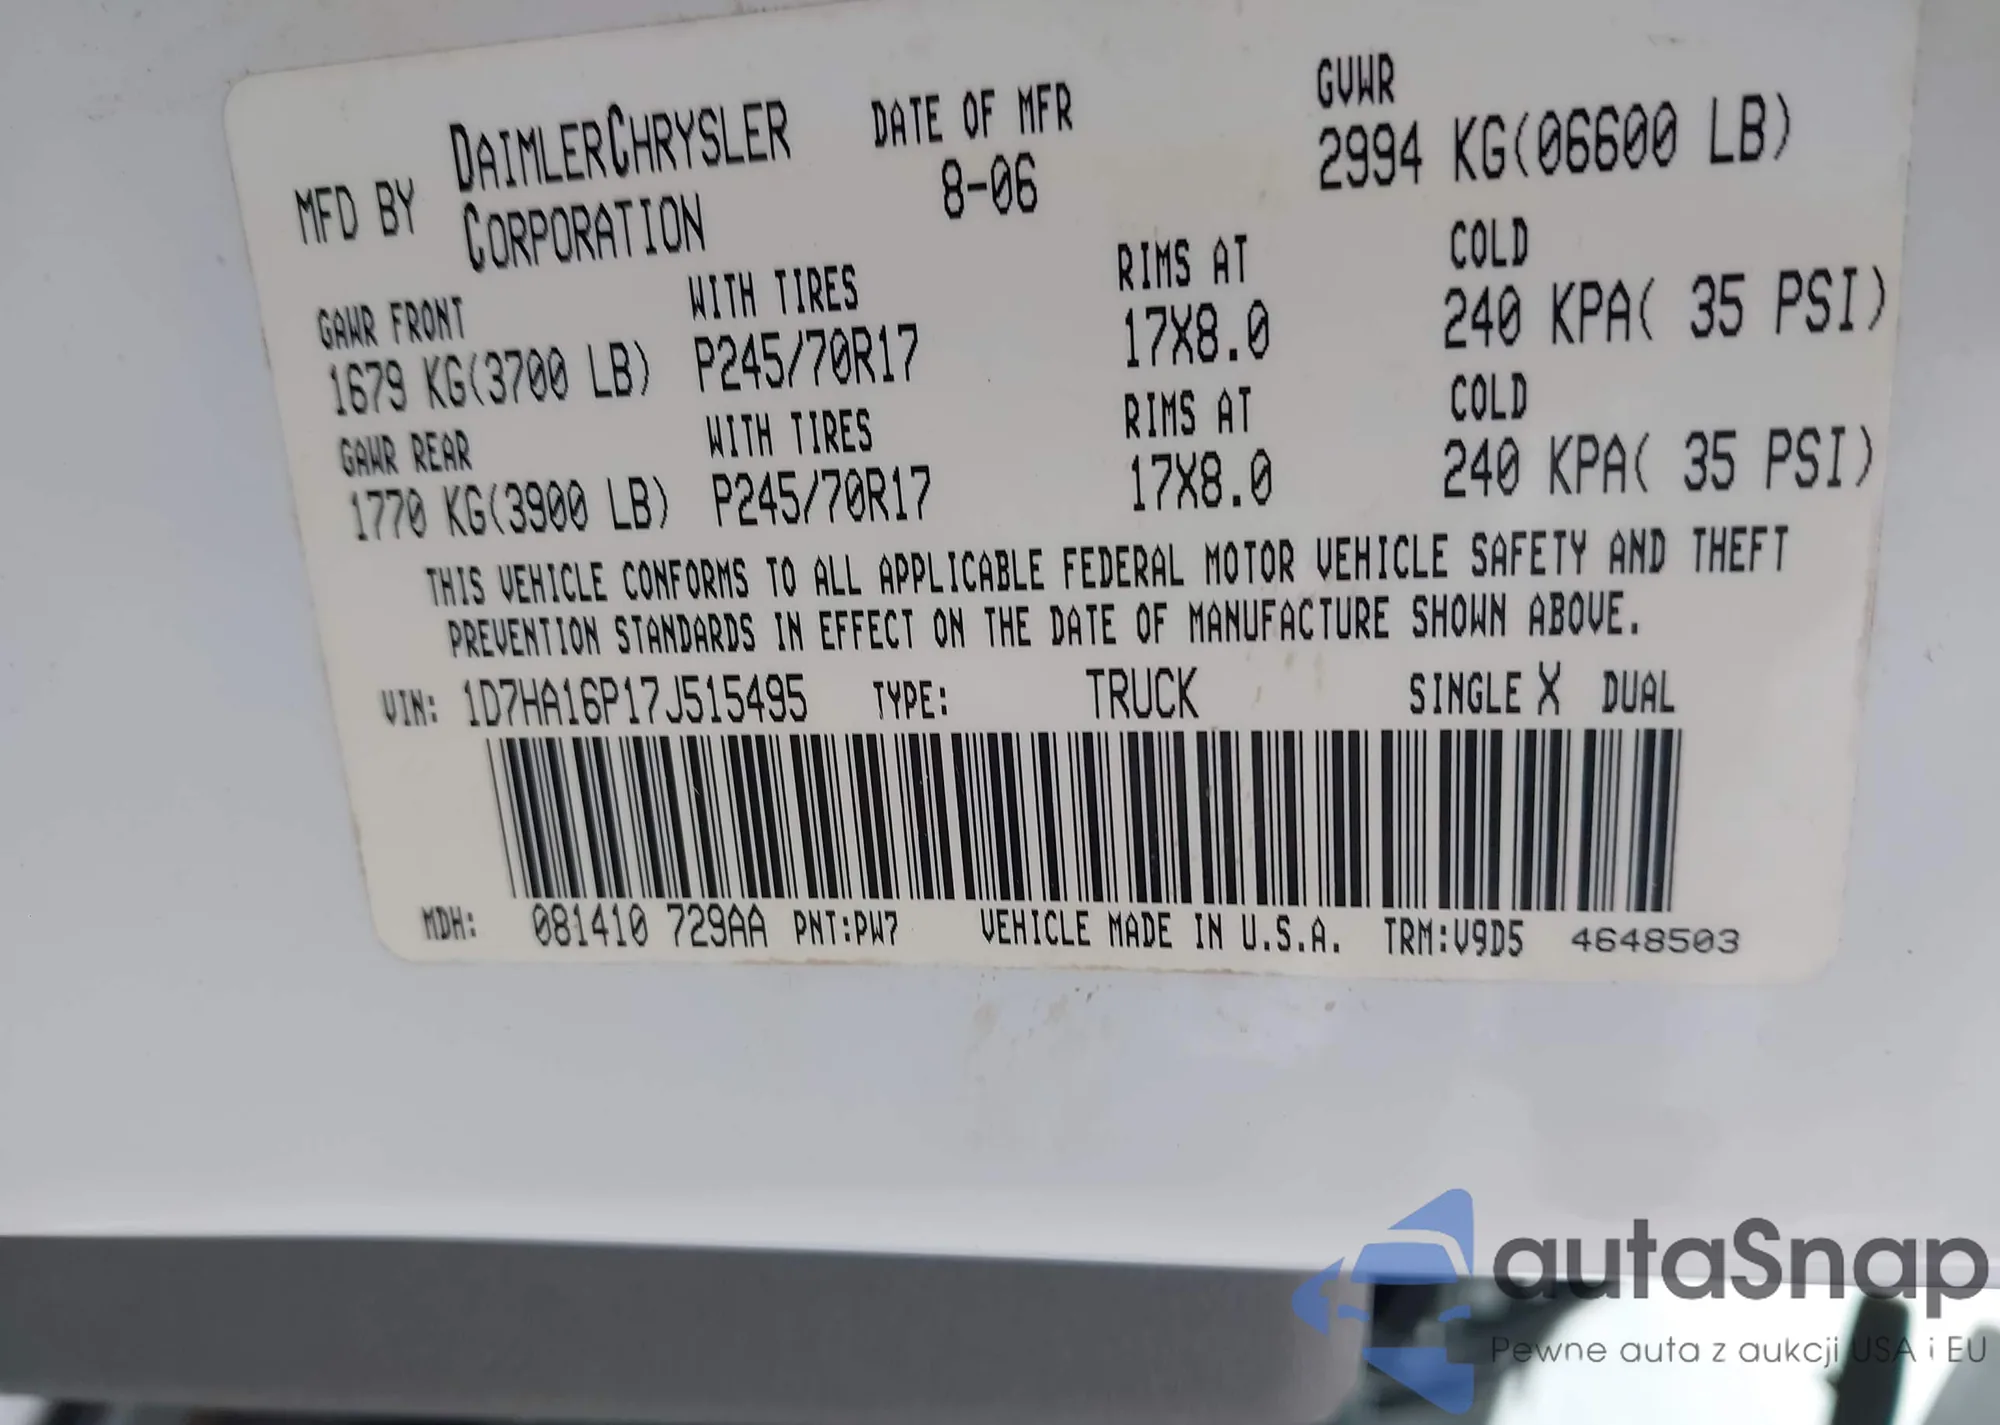 MFD BY DAIMLERCHRYSLER CORPORATION DATE OF MFR 8-06 GVWR 2994 KG(06600 LB)
GAWR FRONT WITH TIRES RIMS AT COLD
1679 KG(3700 LB) P245/70R17 17X8.0 240 KPA( 35 PSI)
GAWR REAR WITH TIRES RIMS AT COLD
1770 KG(3900 LB) P245/70R17 17X8.0 240 KPA( 35 PSI)
THIS VEHICLE CONFORMS TO ALL APPLICABLE FEDERAL MOTOR VEHICLE SAFETY AND THEFT
PREVENTION STANDARDS IN EFFECT ON THE DATE OF MANUFACTURE SHOWN ABOVE.
VIN: 1D7HA16P17J515495 TYPE: TRUCK SINGLE X DUAL
MDH: 081410 729AA PNT:PW7 VEHICLE MADE IN U.S.A. TRM:V9D5 4648503
autaSnap
Pewne auta z aukcji USA i EU